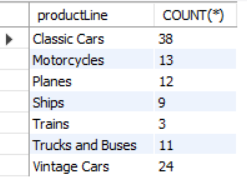 productLine COUNT(*)
Classic Cars 38
Motorcycles 13
Planes 12
Ships 9
Trains 3
Trucks and Buses 11
Vintage Cars 24